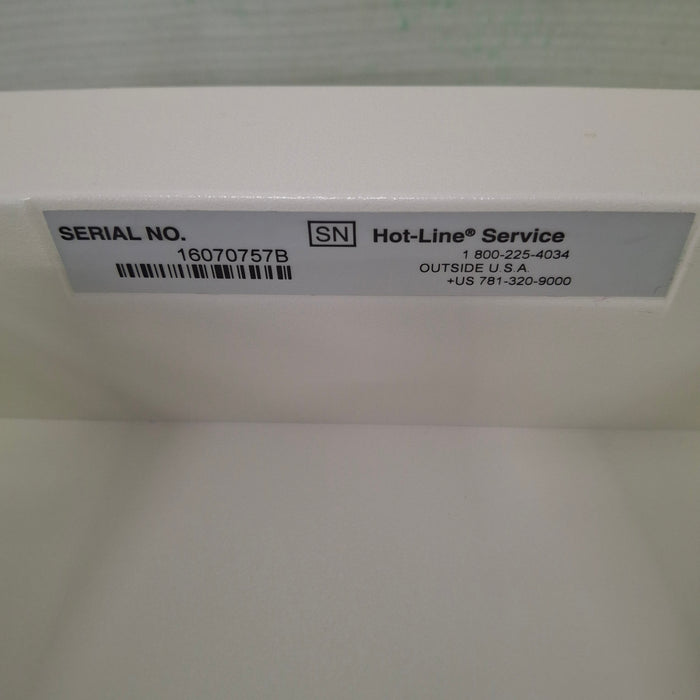 SERIAL NO.
16070757B
SN
Hot-Line® Service
1 800-225-4034
OUTSIDE U.S.A.
+US 781-320-9000